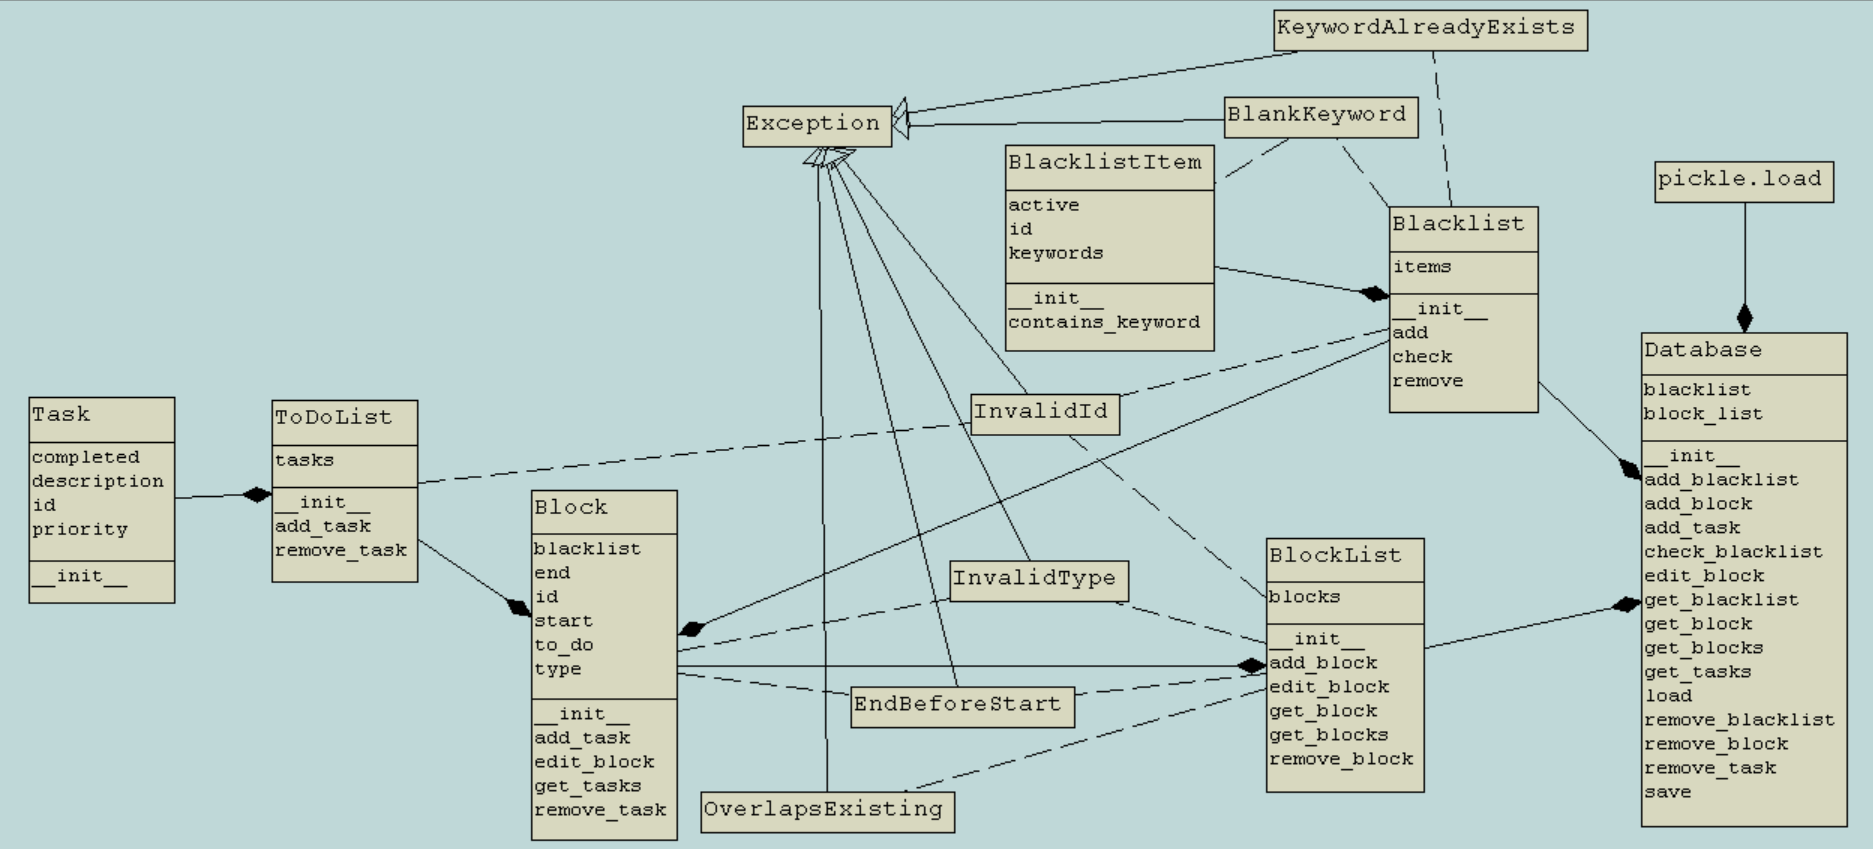 KeywordAlreadyExists
Exception
BlankKeyword
BlacklistItem
active
id
keywords
__init__
contains_keyword
Blacklist
items
__init__
add
check
remove
pickle.load
Database
blacklist
block_list
__init__
add_blacklist
add_block
add_task
check_blacklist
edit_block
get_blacklist
get_block
get_blocks
get_tasks
load
remove_blacklist
remove_block
remove_task
save
Task
completed
description
id
priority
__init__
ToDoList
tasks
__init__
add_task
remove_task
InvalidId
Block
blacklist
end
id
start
to_do
type
__init__
add_task
edit_block
get_tasks
remove_task
InvalidType
BlockList
blocks
__init__
add_block
edit_block
get_block
get_blocks
remove_block
EndBeforeStart
OverlapsExisting